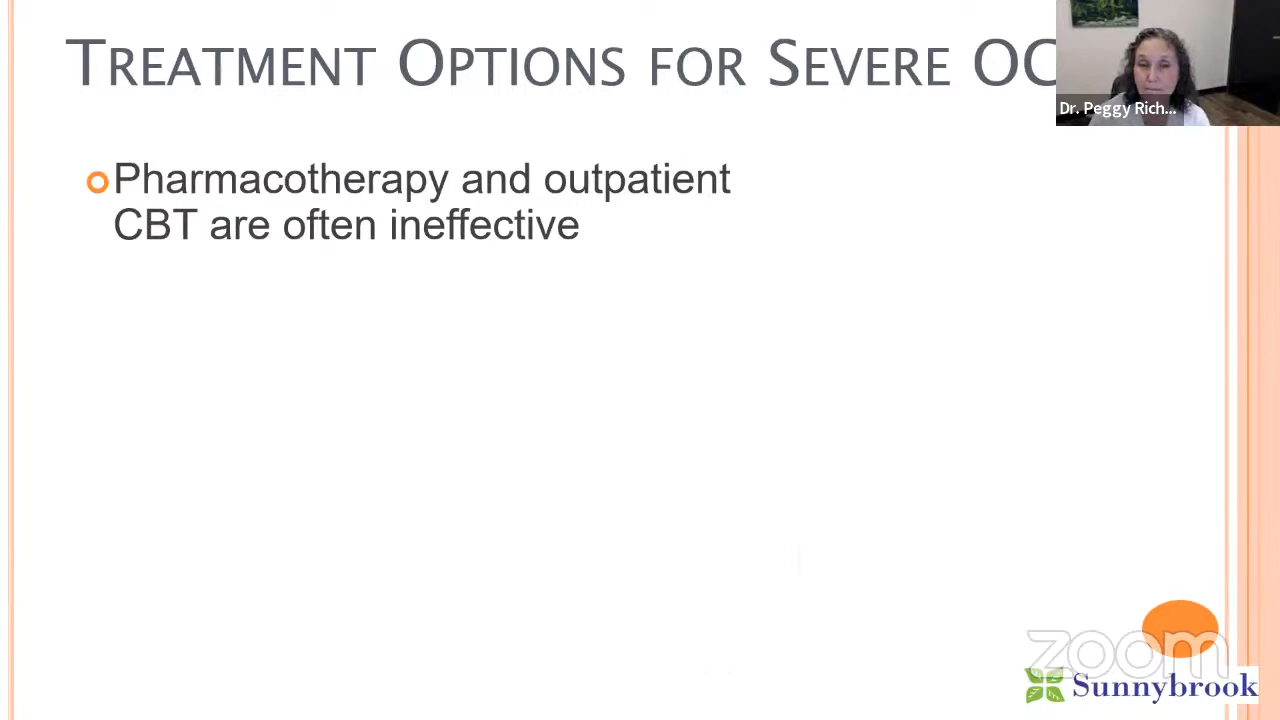 TREATMENT OPTIONS FOR SEVERE OC
Dr. Peggy Rich...
Pharmacotherapy and outpatient
CBT are often ineffective
zoom
Sunnybrook